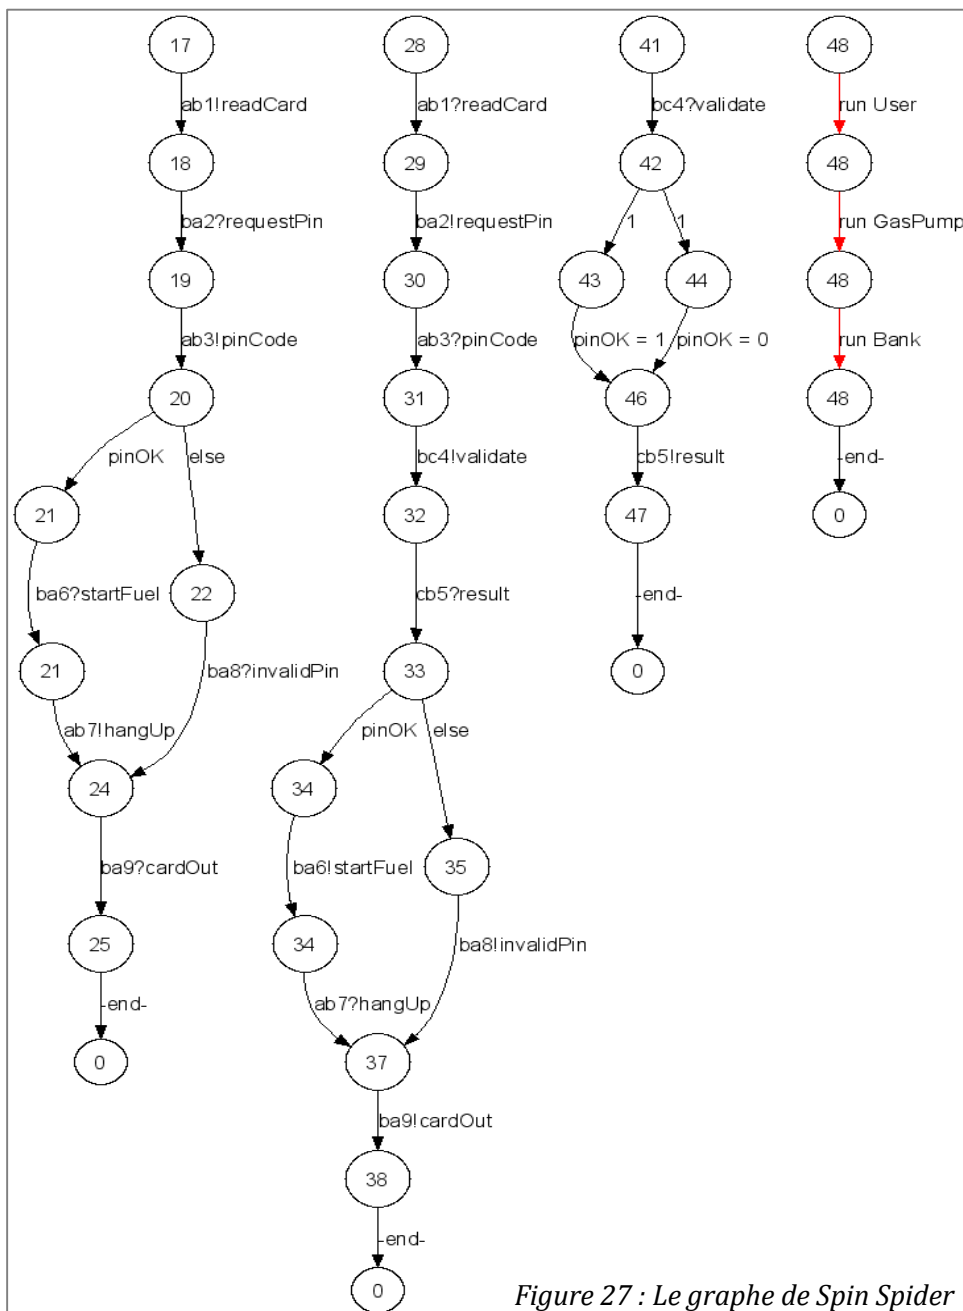 17 28 41 48
ab1!readCard ab1?readCard bc4?validate run User
18 29 42 48
ba2?requestPin ba2!requestPin 1 1 run GasPump
19 30 43 44 48
ab3!pinCode ab3?pinCode pinOK = 1 pinOK = 0 run Bank
20 31 46 48
pinOK else bc4!validate cb5!result -end-
21 32 47 0
ba6?startFuel 22 cb5?result -end-
21 ba8?invalidPin 33 0
ab7!hangUp pinOK else
24 34
ba9?cardOut ba6!startFuel 35
25 34 ba8!invalidPin
-end- ab7?hangUp
0 37
ba9!cardOut
38
-end-
0
Figure 27 : Le graphe de Spin Spider